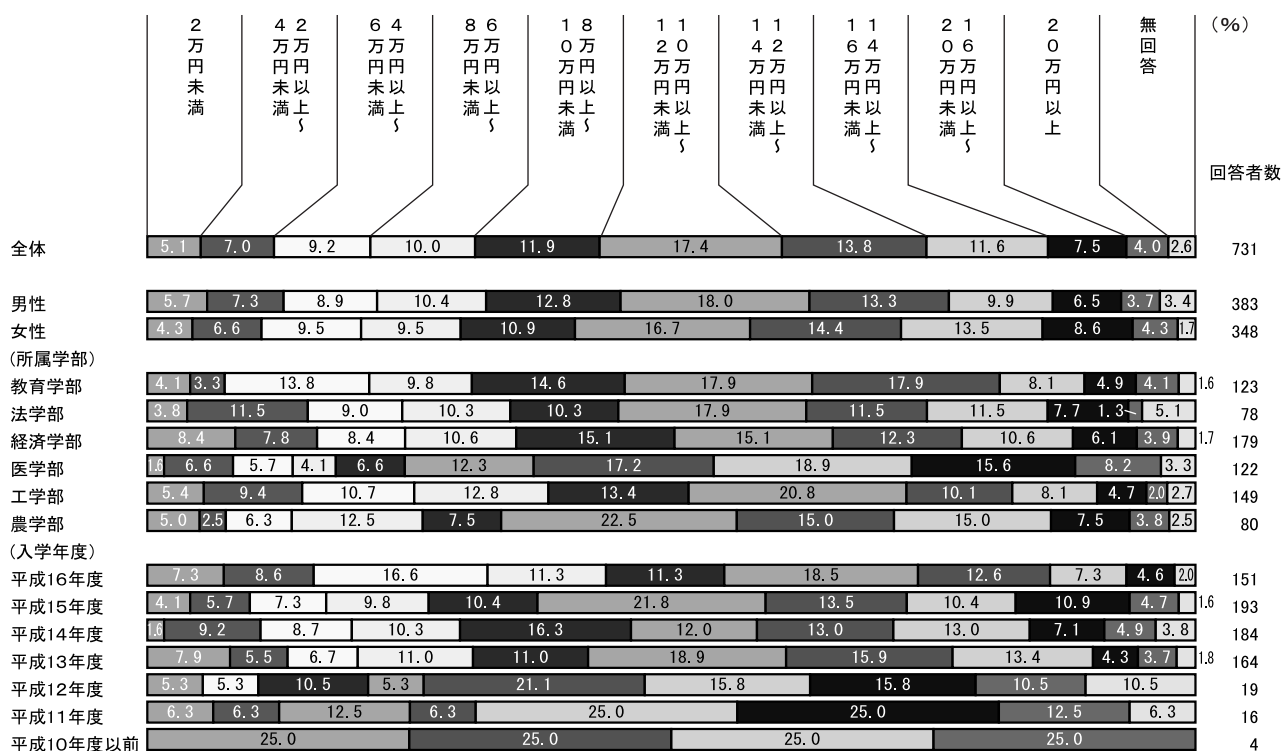 2万円未満
2万円以上～4万円未満
4万円以上～6万円未満
6万円以上～8万円未満
8万円以上～10万円未満
10万円以上～12万円未満
12万円以上～14万円未満
14万円以上～16万円未満
16万円以上～20万円未満
20万円以上
無回答
(%)
回答者数
全体 5.1 7.0 9.2 10.0 11.9 17.4 13.8 11.6 7.5 4.0 2.6 731
男性 5.7 7.3 8.9 10.4 12.8 18.0 13.3 9.9 6.5 3.7 3.4 383
女性 4.3 6.6 9.5 9.5 10.9 16.7 14.4 13.5 8.6 4.3 1.7 348
(所属学部)
教育学部 4.1 3.3 13.8 9.8 14.6 17.9 17.9 8.1 4.9 4.1 1.6 123
法学部 3.8 11.5 9.0 10.3 10.3 17.9 11.5 11.5 7.7 1.3 5.1 78
経済学部 8.4 7.8 8.4 10.6 15.1 15.1 12.3 10.6 6.1 3.9 1.7 179
医学部 1.6 6.6 5.7 4.1 6.6 12.3 17.2 18.9 15.6 8.2 3.3 122
工学部 5.4 9.4 10.7 12.8 13.4 20.8 10.1 8.1 4.7 2.0 2.7 149
農学部 5.0 2.5 6.3 12.5 7.5 22.5 15.0 15.0 7.5 3.8 2.5 80
(入学年度)
平成16年度 7.3 8.6 16.6 11.3 11.3 18.5 12.6 7.3 4.6 2.0 151
平成15年度 4.1 5.7 7.3 9.8 10.4 21.8 13.5 10.4 10.9 4.7 1.6 193
平成14年度 1.6 9.2 8.7 10.3 16.3 12.0 13.0 13.0 7.1 4.9 3.8 184
平成13年度 7.9 5.5 6.7 11.0 11.0 18.9 15.9 13.4 4.3 3.7 1.8 164
平成12年度 5.3 5.3 10.5 5.3 21.1 15.8 15.8 10.5 10.5 19
平成11年度 6.3 6.3 12.5 6.3 25.0 25.0 12.5 6.3 16
平成10年度以前 25.0 25.0 25.0 25.0 4